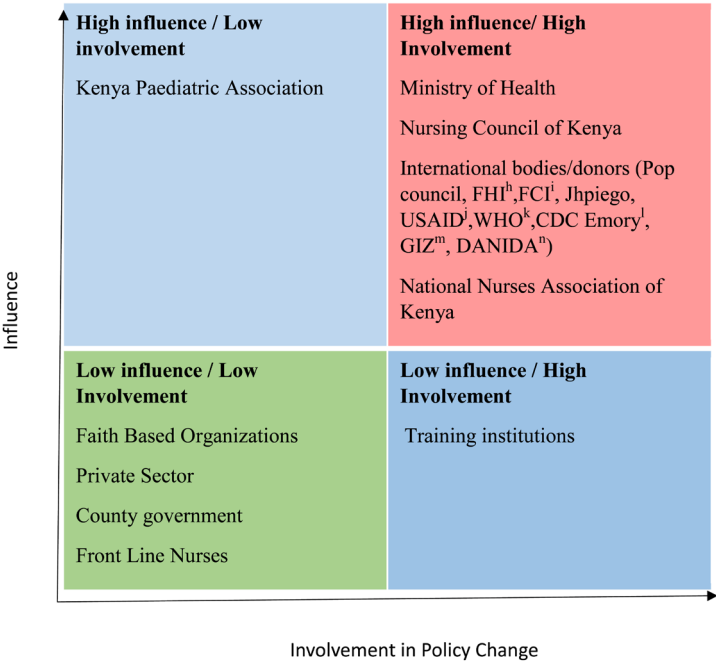 High influence / Low
involvement
Kenya Paediatric Association
High influence/ High
Involvement
Ministry of Health
Nursing Council of Kenya
International bodies/donors (Pop
council, FHIʰ,FCIⁱ, Jhpiego,
USAIDʲ,WHOᵏ,CDC Emoryˡ,
GIZᵐ, DANIDAⁿ)
National Nurses Association of
Kenya
Influence
Low influence / Low
Involvement
Faith Based Organizations
Private Sector
County government
Front Line Nurses
Low influence / High
Involvement
Training institutions
Involvement in Policy Change